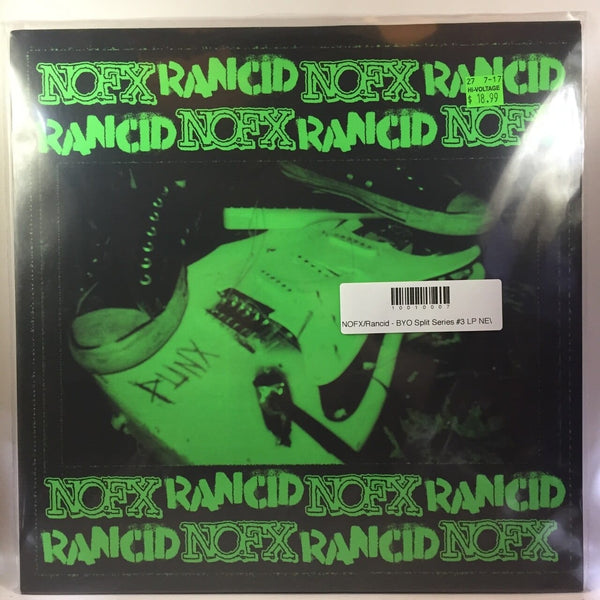 NOFX RANCID NOFX RANCID
27 7-17
HI-VOLTAGE
$ 18.99
RANCID NOFX RANCID NOFX
PUNX
10010007
NOFX/Rancid - BYO Split Series #3 LP NE\
NOFX RANCID NOFX RANCID
RANCID NOFX RANCID NOFX